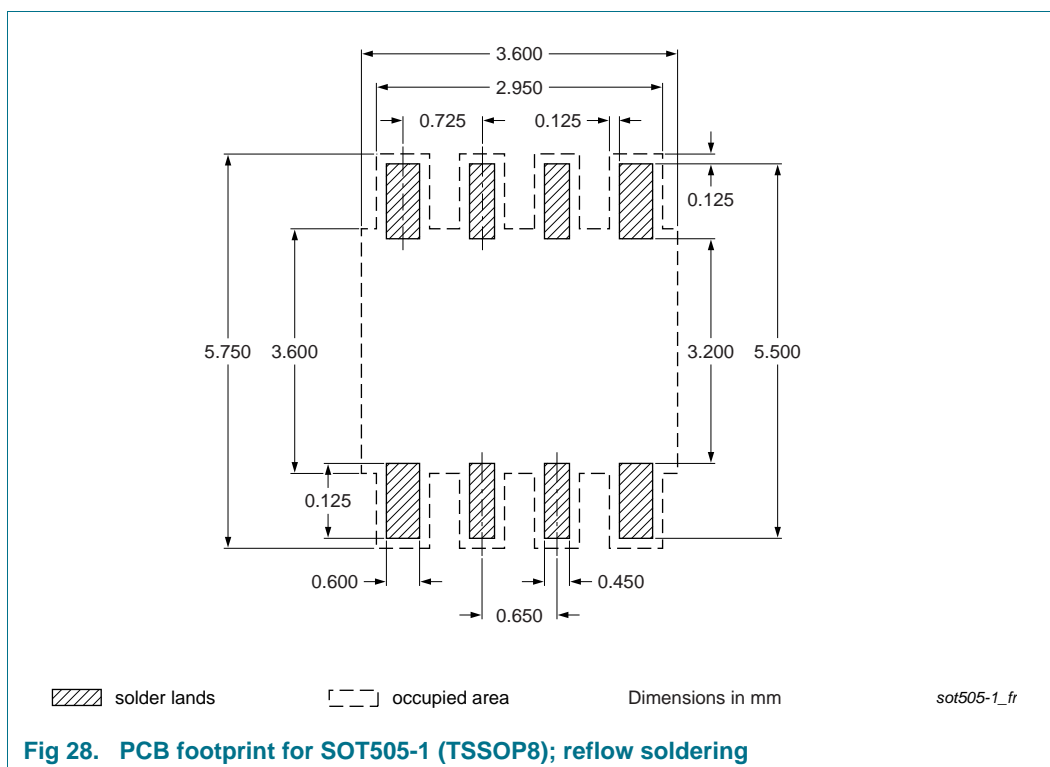 3.600
2.950
0.725 0.125
0.125
5.750 3.600 3.200 5.500
0.125
0.600 0.450
0.650
solder lands occupied area Dimensions in mm sot505-1_fr
Fig 28. PCB footprint for SOT505-1 (TSSOP8); reflow soldering